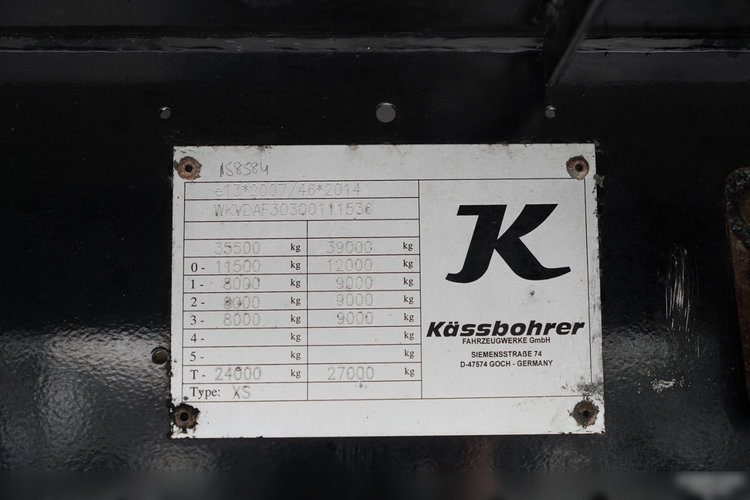 158584
e13*2007/46*2014
WKVDAF30300111536
35500 kg 39000 kg
0 - 11500 kg 12000 kg
1 - 8000 kg 9000 kg
2 - 8000 kg 9000 kg
3 - 8000 kg 9000 kg
4 - kg kg
5 - kg kg
T - 24000 kg 27000 kg
Type: XS
K
Kässbohrer
FAHRZEUGWERKE GmbH
SIEMENSSTRAßE 74
D-47574 GOCH - GERMANY